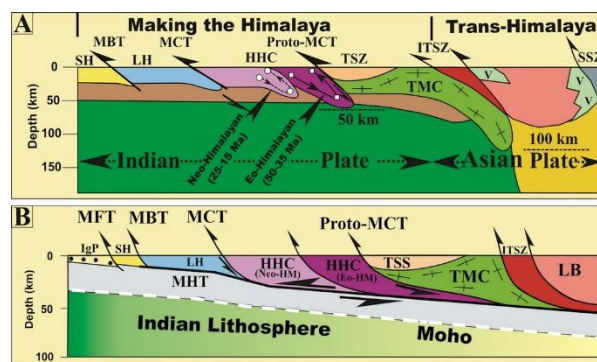 A
Making the Himalaya
Trans-Himalaya
MBT
MCT
HHC
Proto-MCT
TSZ
ITSZ
SSZ
SH
LH
TMC
V
V
Depth (km)
0
50
100
150
50 km
100 km
Neo-Himalayan
(25-15 Ma)
Eo-Himalayan
(50-35 Ma)
Indian
Plate
Asian Plate
B
MFT
MBT
MCT
Proto-MCT
IgP
SH
LH
HHC
(Neo-HM)
HHC
(Eo-HM)
TSS
TMC
ITSZ
LB
MHT
Depth (km)
0
50
100
Indian Lithosphere
Moho